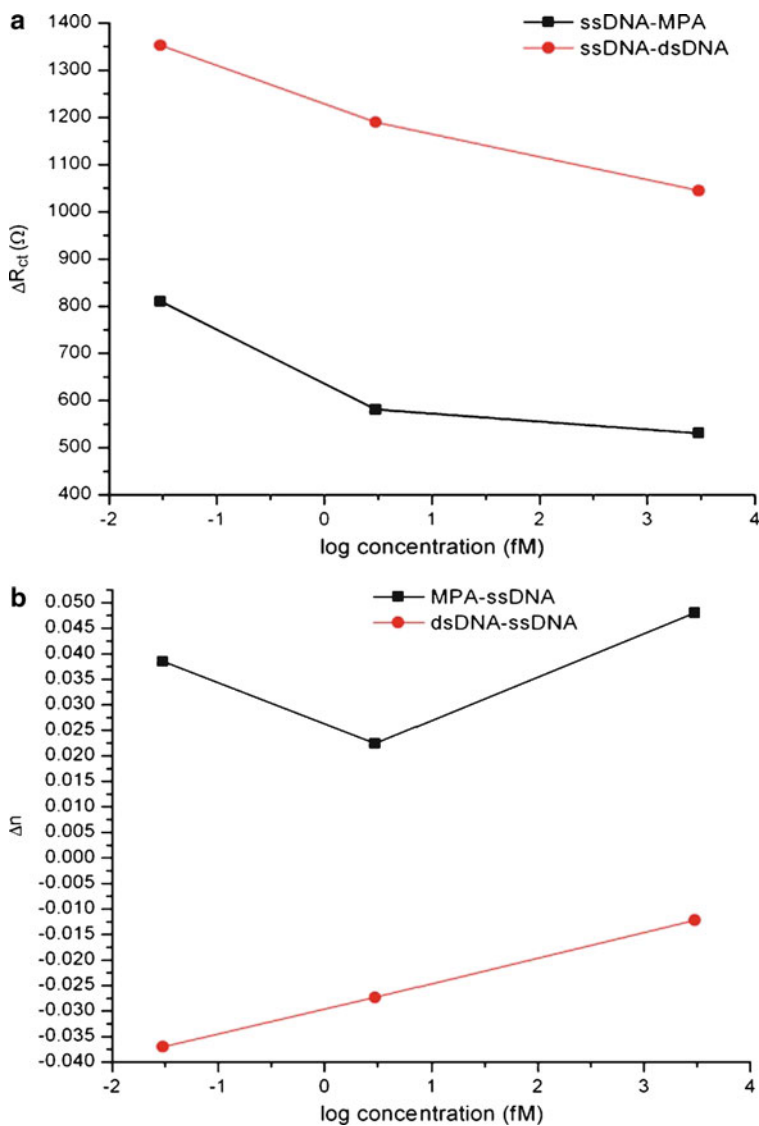 a
ssDNA-MPA
ssDNA-dsDNA
1400
1300
1200
1100
1000
900
800
700
600
500
400
ΔRct(Ω)
-2 -1 0 1 2 3 4
log concentration (fM)
b
MPA-ssDNA
dsDNA-ssDNA
0.050
0.045
0.040
0.035
0.030
0.025
0.020
0.015
0.010
0.005
0.000
-0.005
-0.010
-0.015
-0.020
-0.025
-0.030
-0.035
-0.040
Δn
-2 -1 0 1 2 3 4
log concentration (fM)